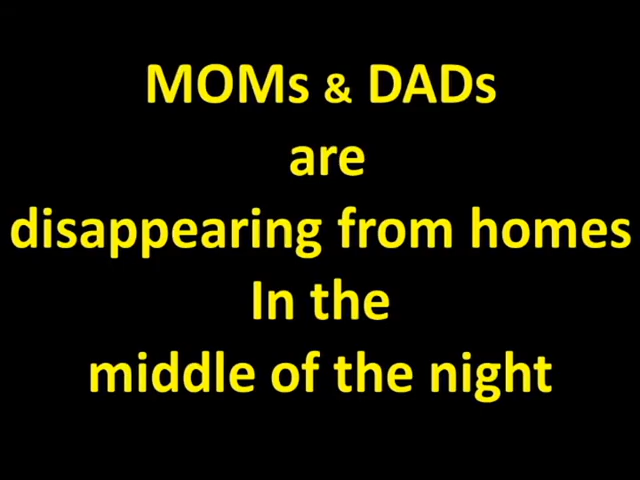 MOMs & DADs
are
disappearing from homes
In the
middle of the night